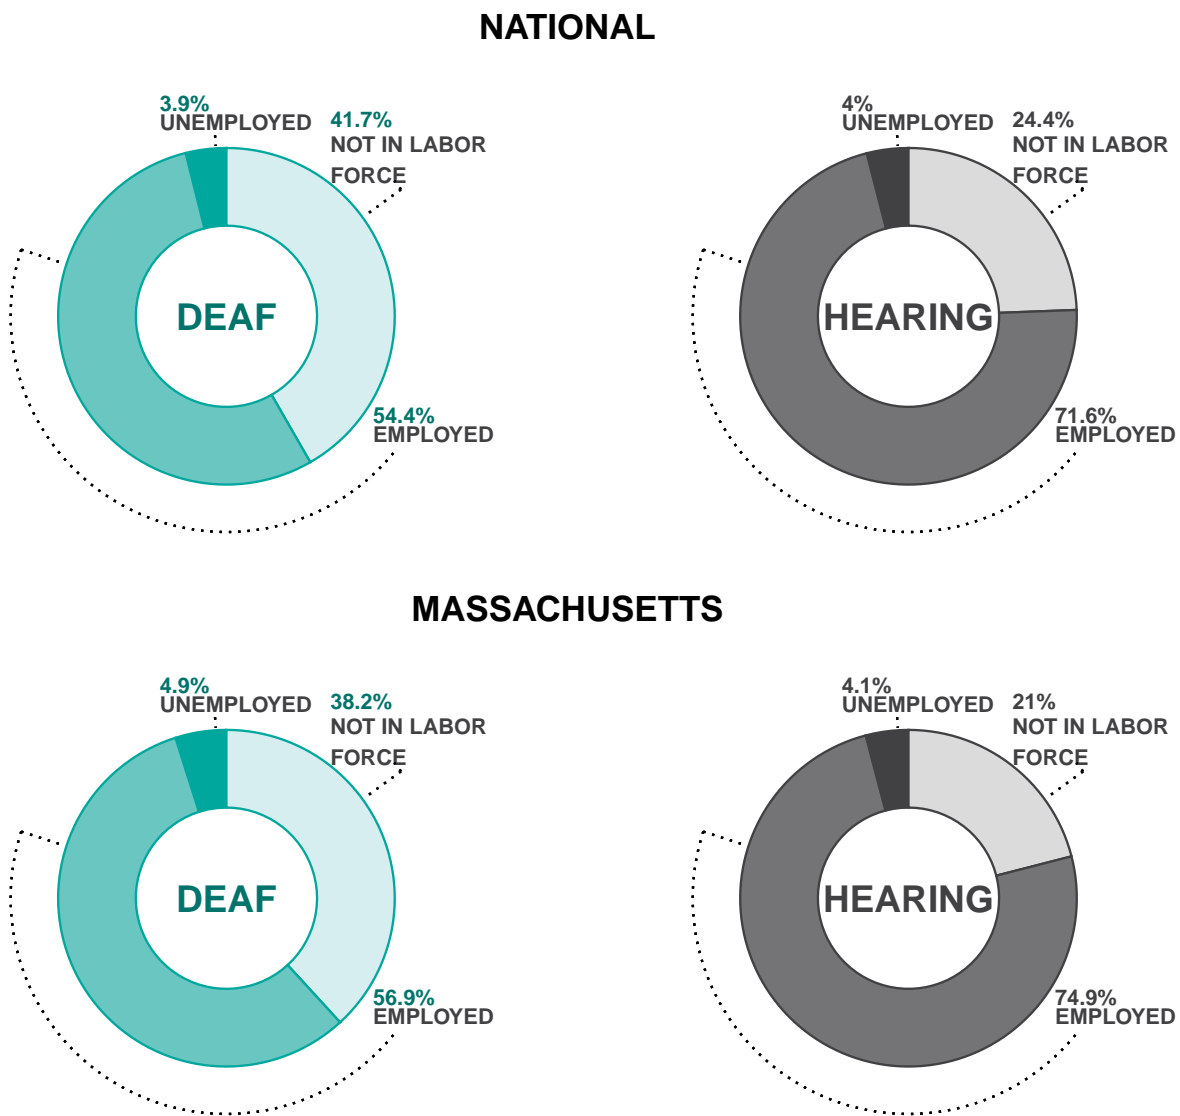 NATIONAL
3.9%
UNEMPLOYED
41.7%
NOT IN LABOR
FORCE
DEAF
54.4%
EMPLOYED
4%
UNEMPLOYED
24.4%
NOT IN LABOR
FORCE
HEARING
71.6%
EMPLOYED
MASSACHUSETTS
4.9%
UNEMPLOYED
38.2%
NOT IN LABOR
FORCE
DEAF
56.9%
EMPLOYED
4.1%
UNEMPLOYED
21%
NOT IN LABOR
FORCE
HEARING
74.9%
EMPLOYED